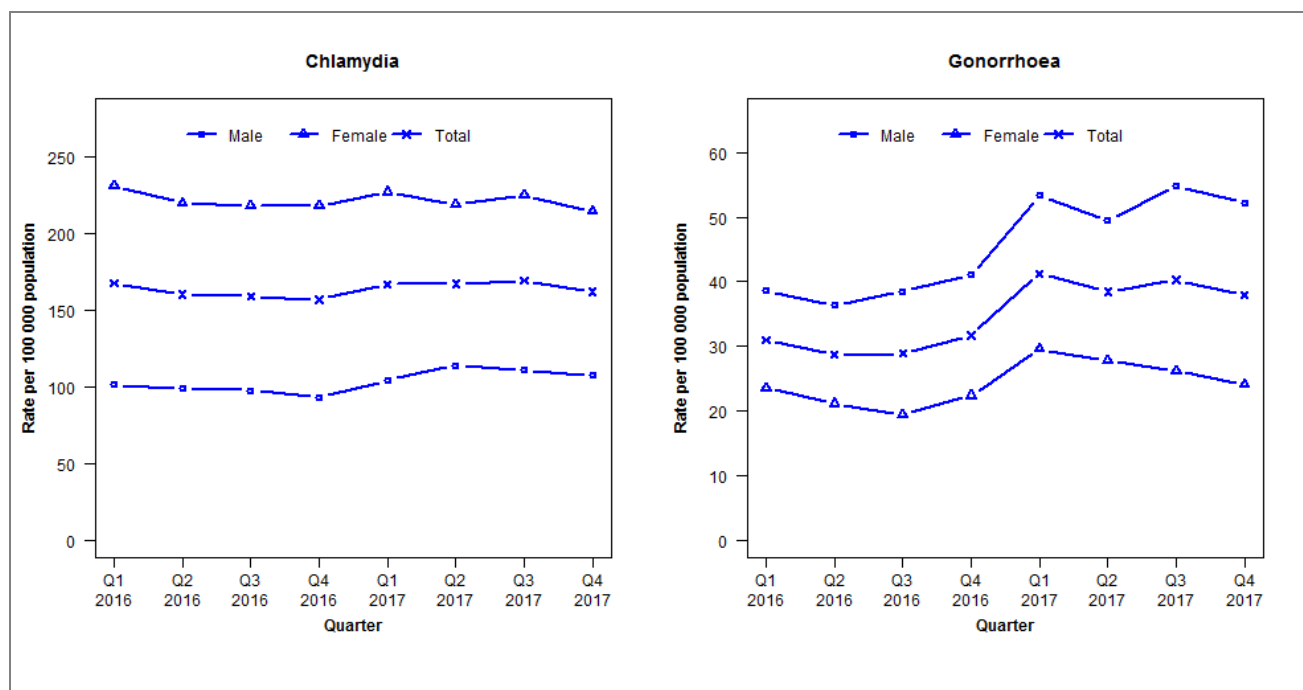 Chlamydia
Male Female Total
250
200
150
100
50
0
Rate per 100 000 population
Q1 Q2 Q3 Q4 Q1 Q2 Q3 Q4
2016 2016 2016 2016 2017 2017 2017 2017
Quarter
Gonorrhoea
Male Female Total
60
50
40
30
20
10
0
Rate per 100 000 population
Q1 Q2 Q3 Q4 Q1 Q2 Q3 Q4
2016 2016 2016 2016 2017 2017 2017 2017
Quarter